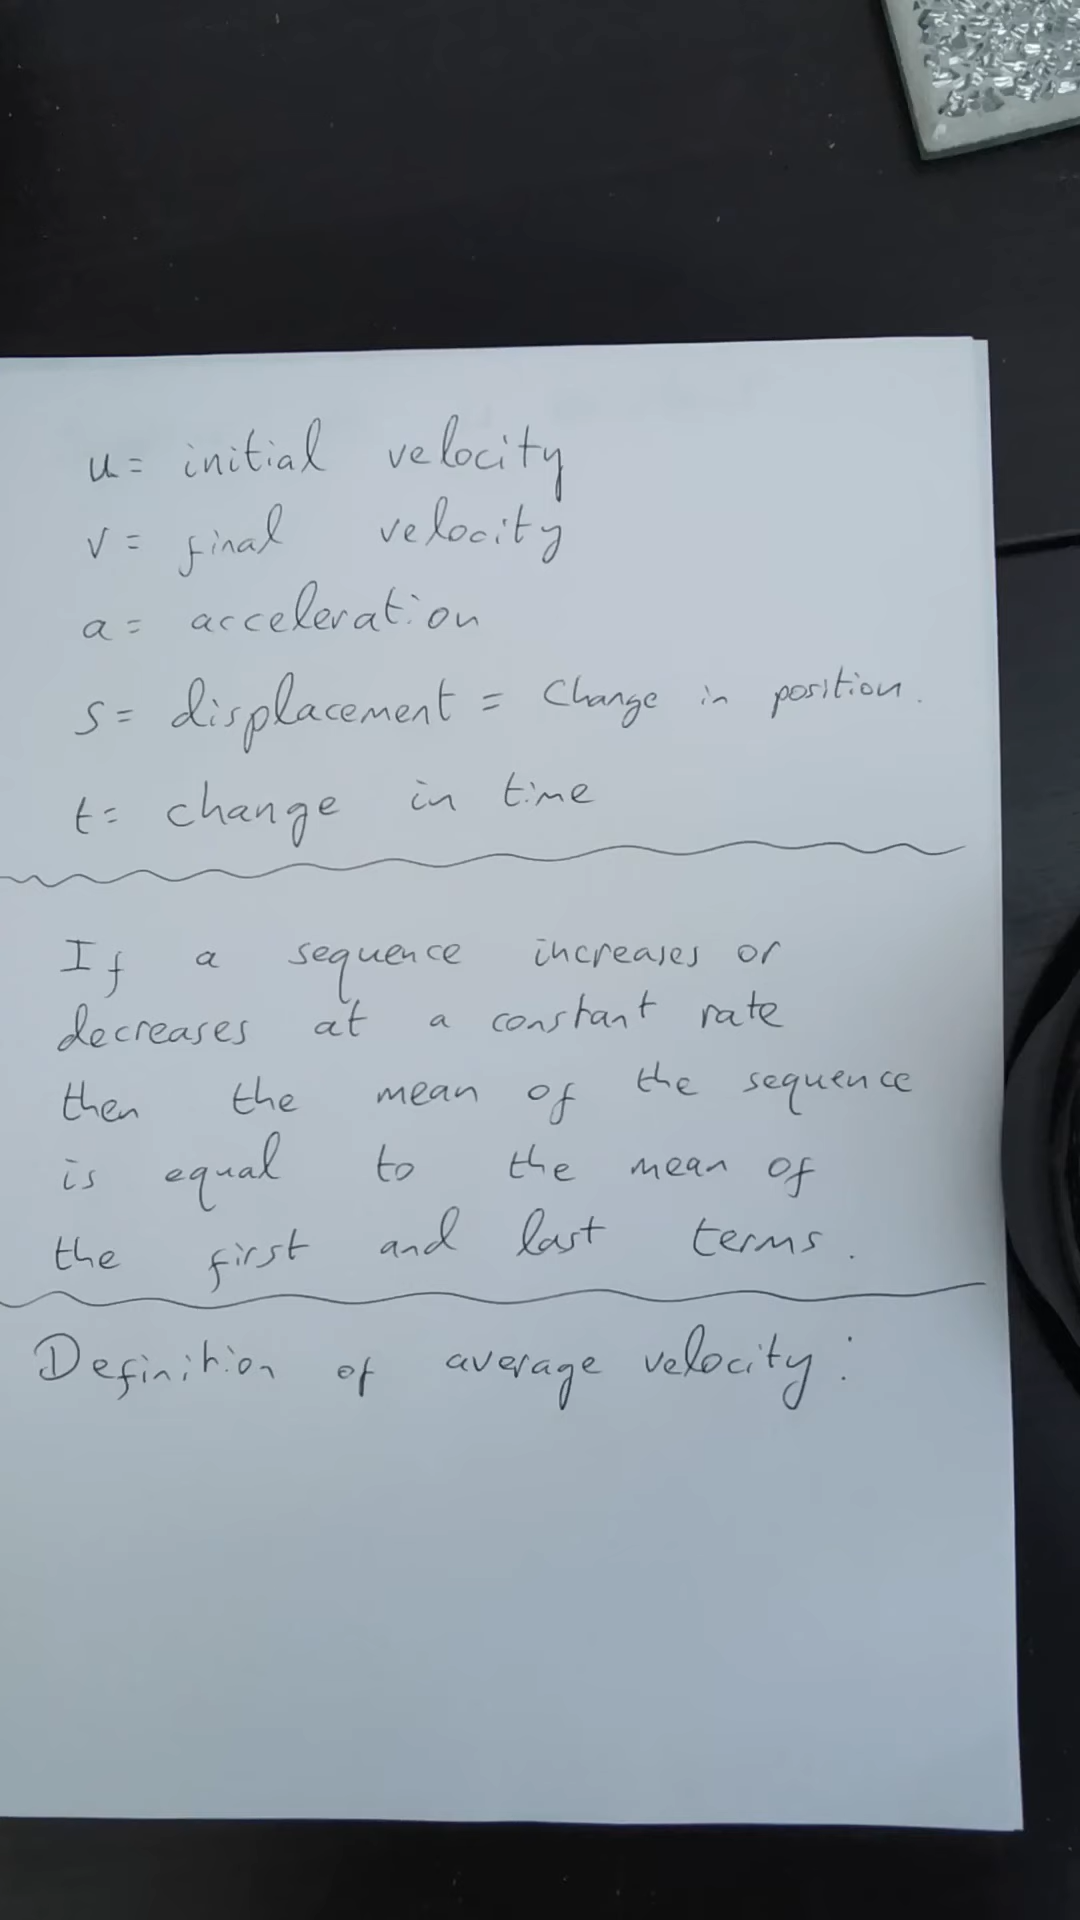 u= initial velocity
v= final velocity
a= acceleration
s= displacement = Change in position.
t= change in time
If a sequence increases or
decreases at a constant rate
then the mean of the sequence
is equal to the mean of
the first and last terms.
Definition of average velocity: